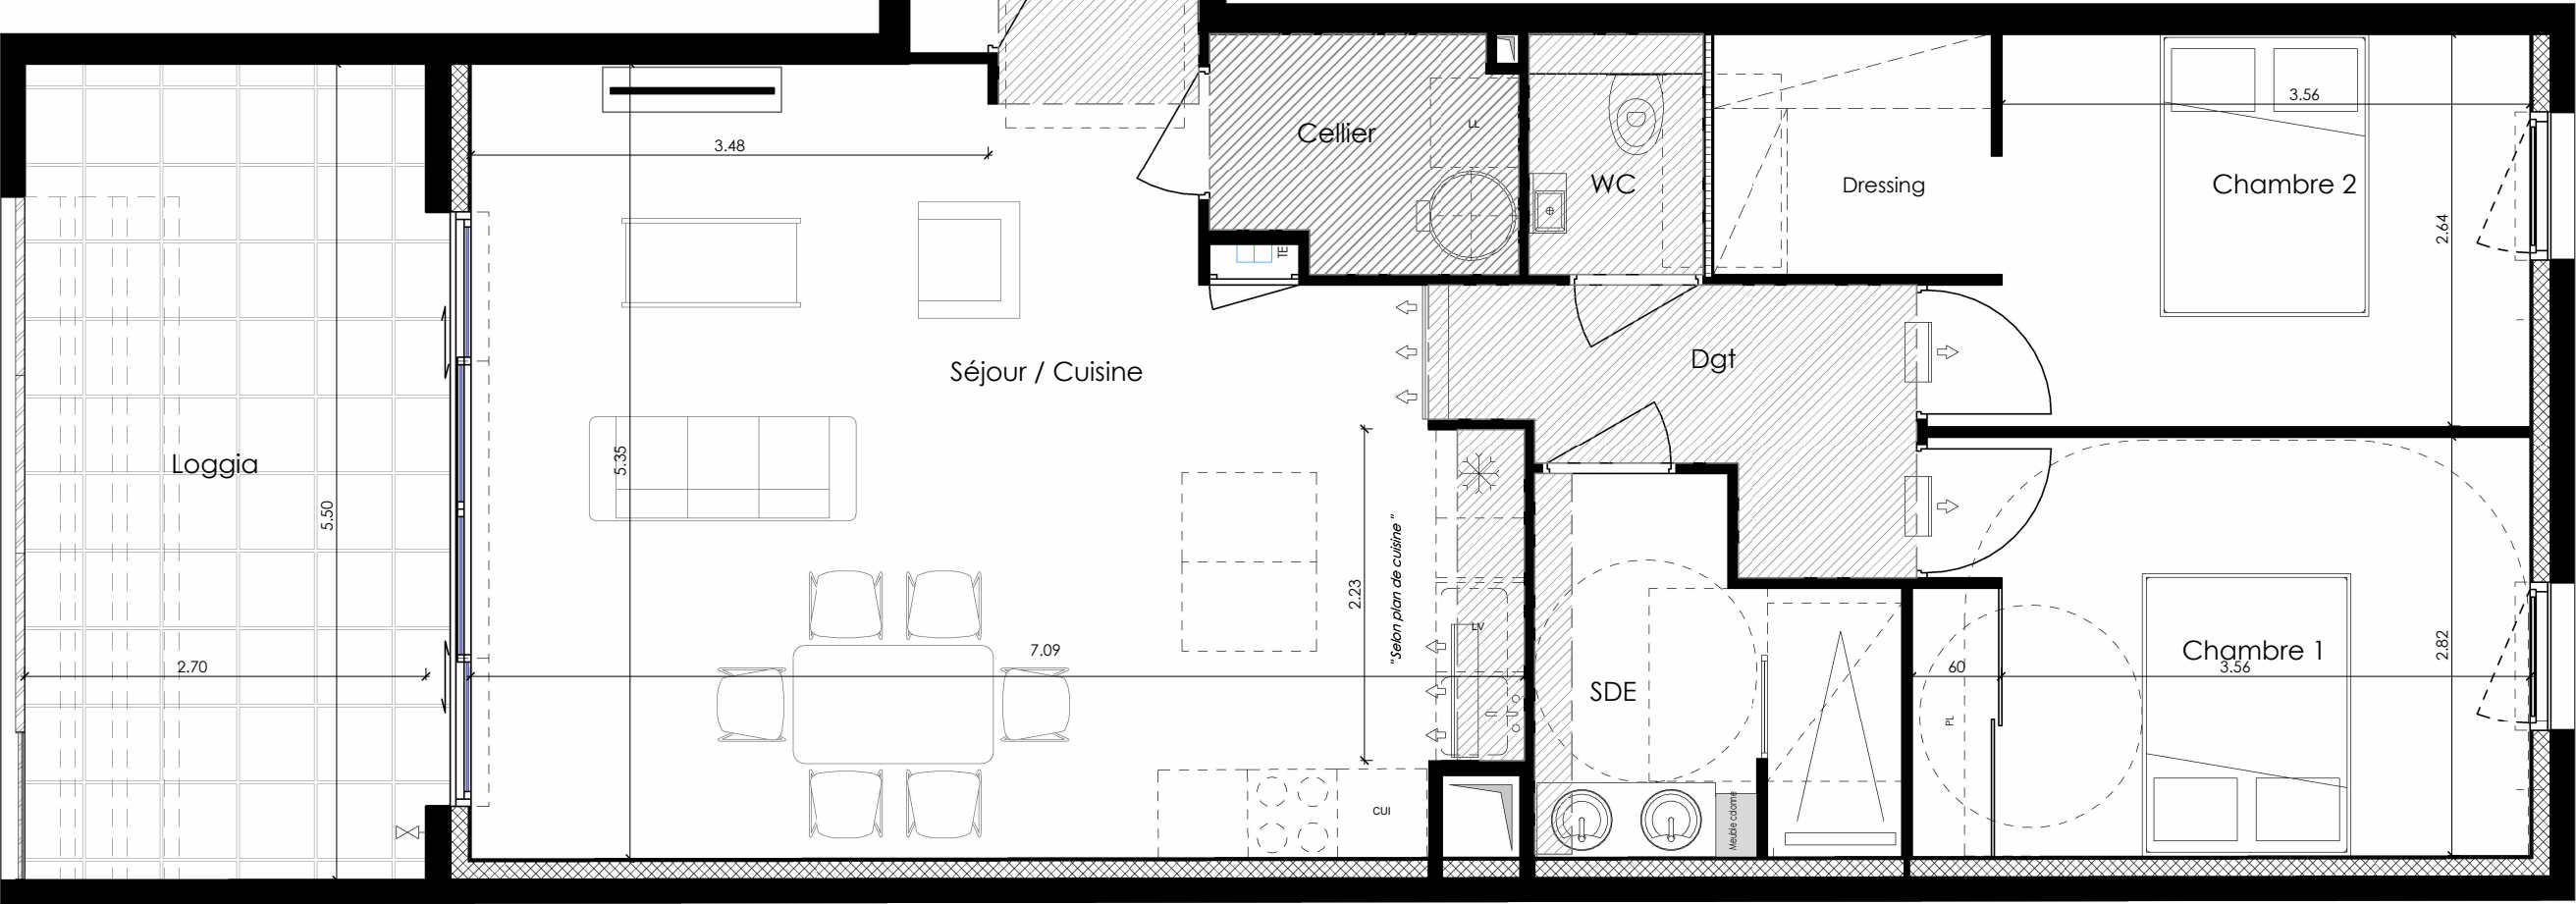 3.56
Cellier
LL
3.48
WC
Dressing
Chambre 2
2.64
TE
Séjour / Cuisine
Dgt
Loggia
5.35
5.50
2.23
"Selon plan de cuisine"
LV
7.09
2.70
SDE
60
Chambre 1
3.56
2.82
PL
CUI
Meuble colonne